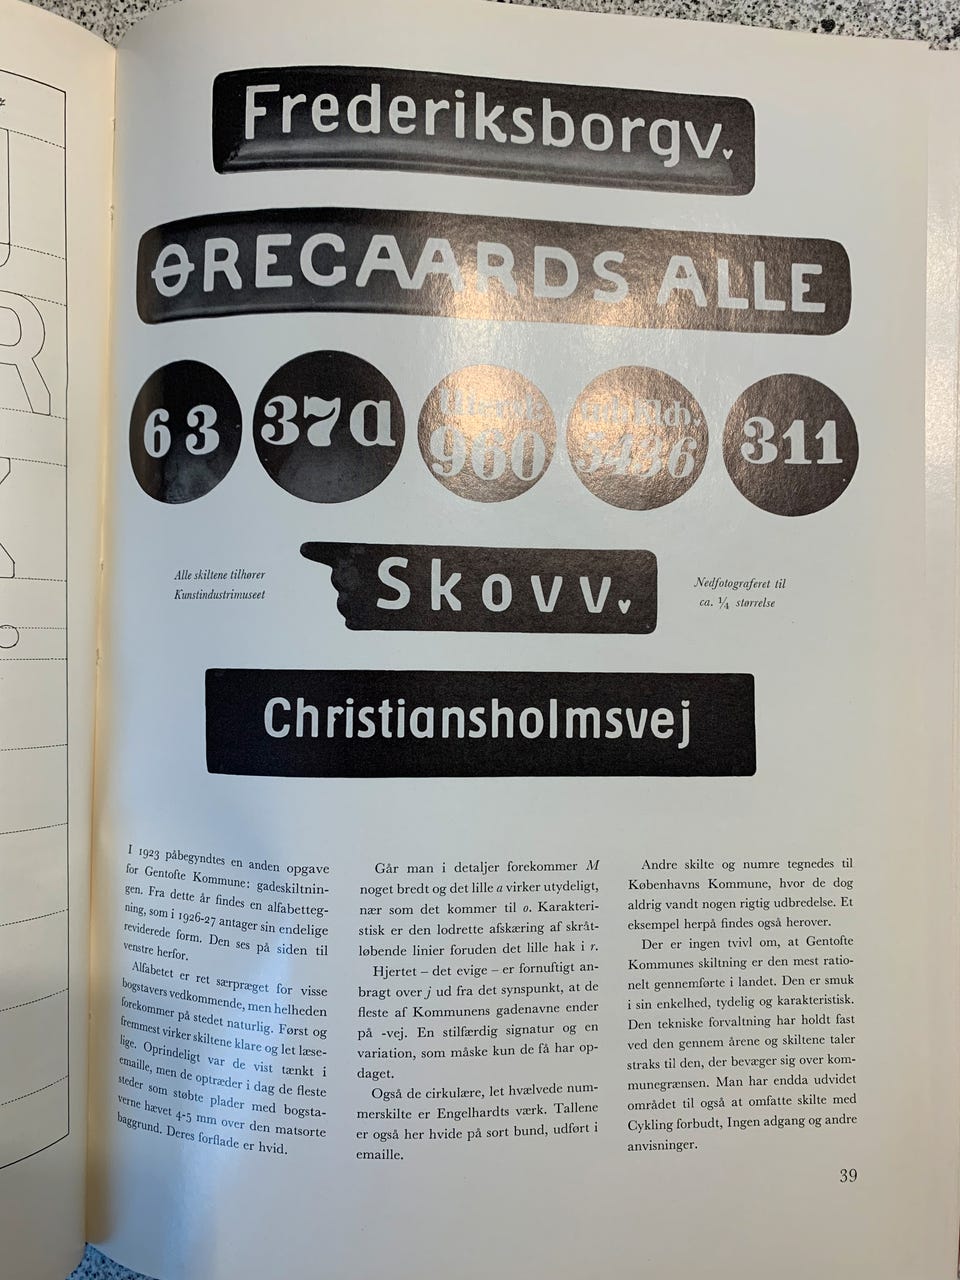 Frederiksborgv.
ØREGAARDS ALLE
63
37a
960
5436
311
Alle skiltene tilhører
Kunstindustrimuseet
Skovv.
Nedfotograferet til
ca. ¼ størrelse
Christiansholmsvej
I 1923 påbegyndtes en anden opgave
for Gentofte Kommune: gadeskiltnin-
gen. Fra dette år findes en alfabetteg-
ning, som i 1926-27 antager sin endelige
reviderede form. Den ses på siden til
venstre herfor.
Alfabetet er ret særpræget for visse
bogstavers vedkommende, men helheden
forekommer på stedet naturlig. Først og
fremmest virker skiltene klare og let læse-
lige. Oprindeligt var de vist tænkt i
emaille, men de optræder i dag de fleste
steder som støbte plader med bogsta-
verne hævet 4-5 mm over den matsorte
baggrund. Deres forflade er hvid.
Går man i detaljer forekommer M
noget bredt og det lille a virker utydeligt,
nær som det kommer til o. Karakteri-
stisk er den lodrette afskæring af skråt-
løbende linier foruden det lille hak i r.
Hjertet – det evige – er fornuftigt an-
bragt over j ud fra det synspunkt, at de
fleste af Kommunens gadenavne ender
på -vej. En stilfærdig signatur og en
variation, som måske kun de få har op-
daget.
Også de cirkulære, let hvælvede num-
merskilte er Engelhardts værk. Tallene
er også her hvide på sort bund, udført i
emaille.
Andre skilte og numre tegnedes til
Københavns Kommune, hvor de dog
aldrig vandt nogen rigtig udbredelse. Et
eksempel herpå findes også herover.
Der er ingen tvivl om, at Gentofte
Kommunes skiltning er den mest ratio-
nelt gennemførte i landet. Den er smuk
i sin enkelhed, tydelig og karakteristisk.
Den tekniske forvaltning har holdt fast
ved den gennem årene og skiltene taler
straks til den, der bevæger sig over kom-
munegrænsen. Man har endda udvidet
området til også at omfatte skilte med
Cykling forbudt, Ingen adgang og andre
anvisninger.
39